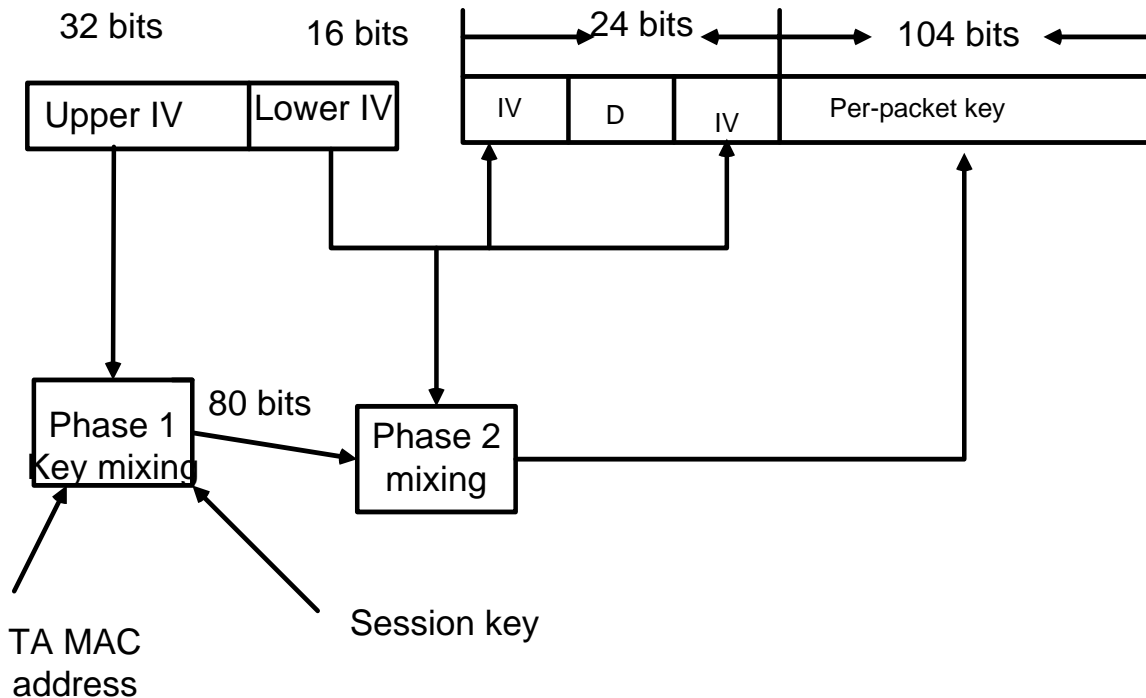 32 bits
16 bits
24 bits
104 bits
Upper IV
Lower IV
IV
D
IV
Per-packet key
Phase 1
Key mixing
80 bits
Phase 2
mixing
TA MAC
address
Session key